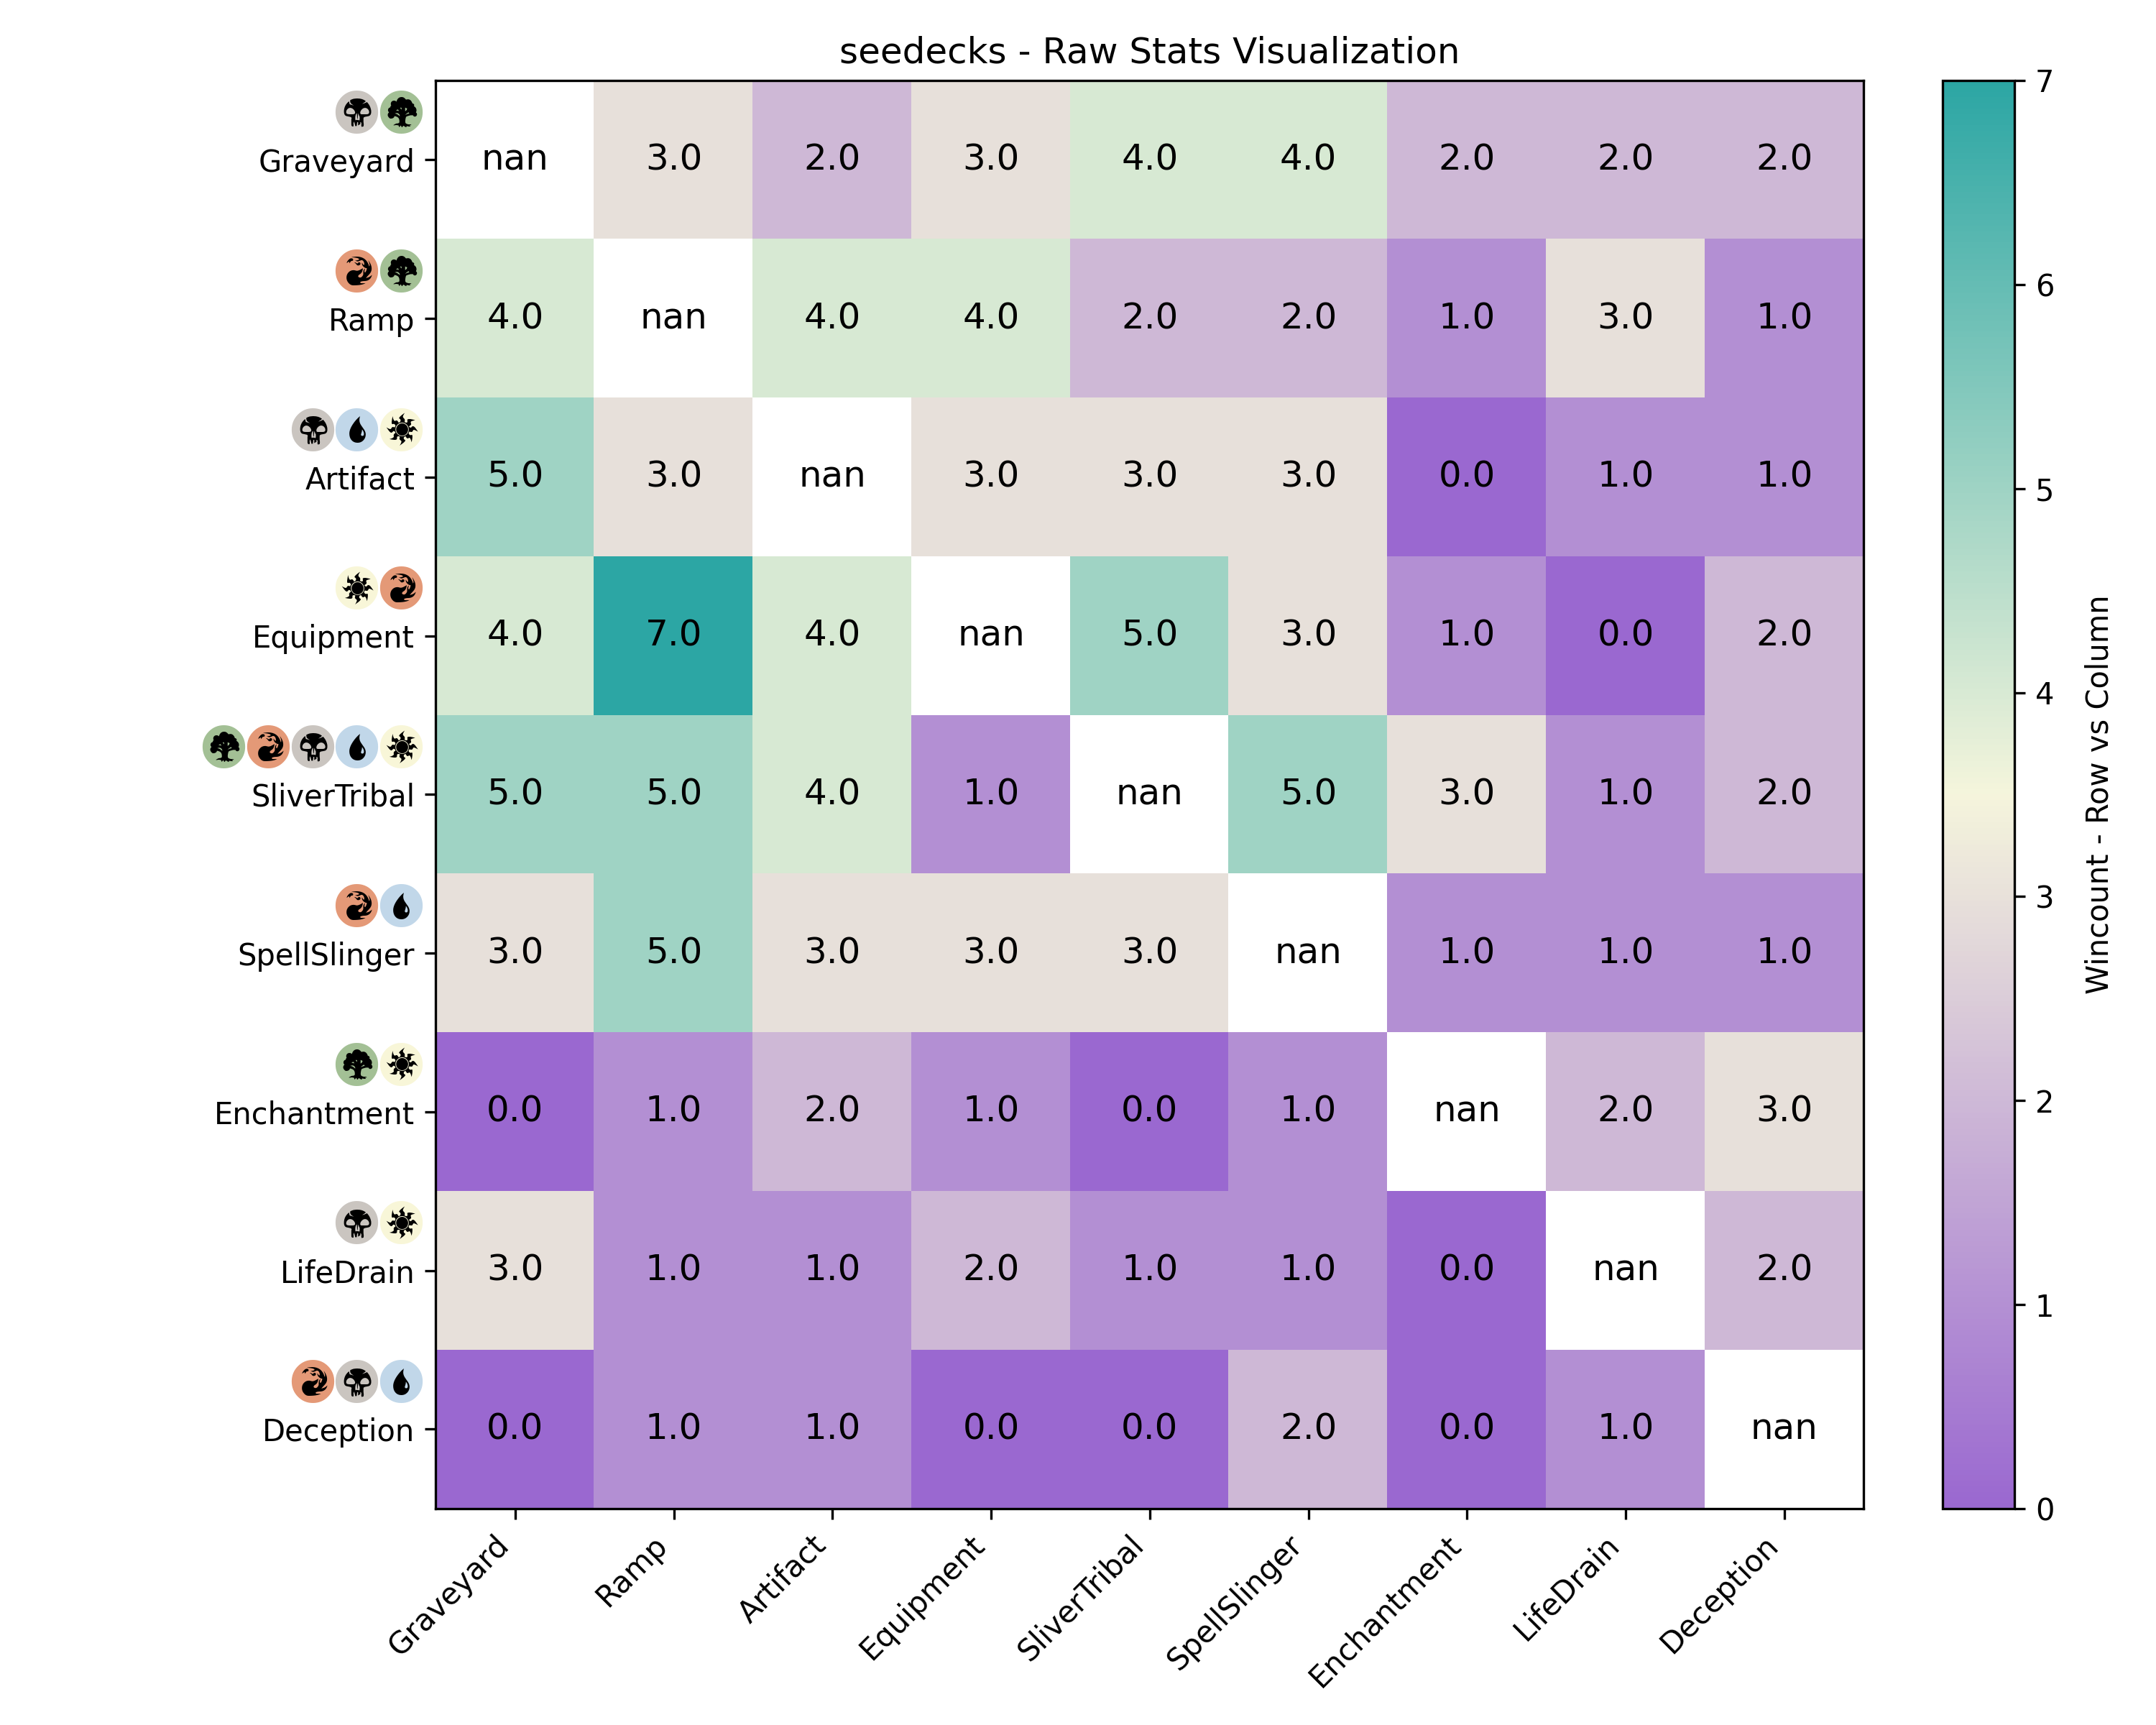 seedecks - Raw Stats Visualization
Graveyard nan 3.0 2.0 3.0 4.0 4.0 2.0 2.0 2.0
Ramp 4.0 nan 4.0 4.0 2.0 2.0 1.0 3.0 1.0
Artifact 5.0 3.0 nan 3.0 3.0 3.0 0.0 1.0 1.0
Equipment 4.0 7.0 4.0 nan 5.0 3.0 1.0 0.0 2.0
SliverTribal 5.0 5.0 4.0 1.0 nan 5.0 3.0 1.0 2.0
SpellSlinger 3.0 5.0 3.0 3.0 3.0 nan 1.0 1.0 1.0
Enchantment 0.0 1.0 2.0 1.0 0.0 1.0 nan 2.0 3.0
LifeDrain 3.0 1.0 1.0 2.0 1.0 1.0 0.0 nan 2.0
Deception 0.0 1.0 1.0 0.0 0.0 2.0 0.0 1.0 nan
Graveyard
Ramp
Artifact
Equipment
SliverTribal
SpellSlinger
Enchantment
LifeDrain
Deception
7
6
5
4
3
2
1
0
Wincount - Row vs Column